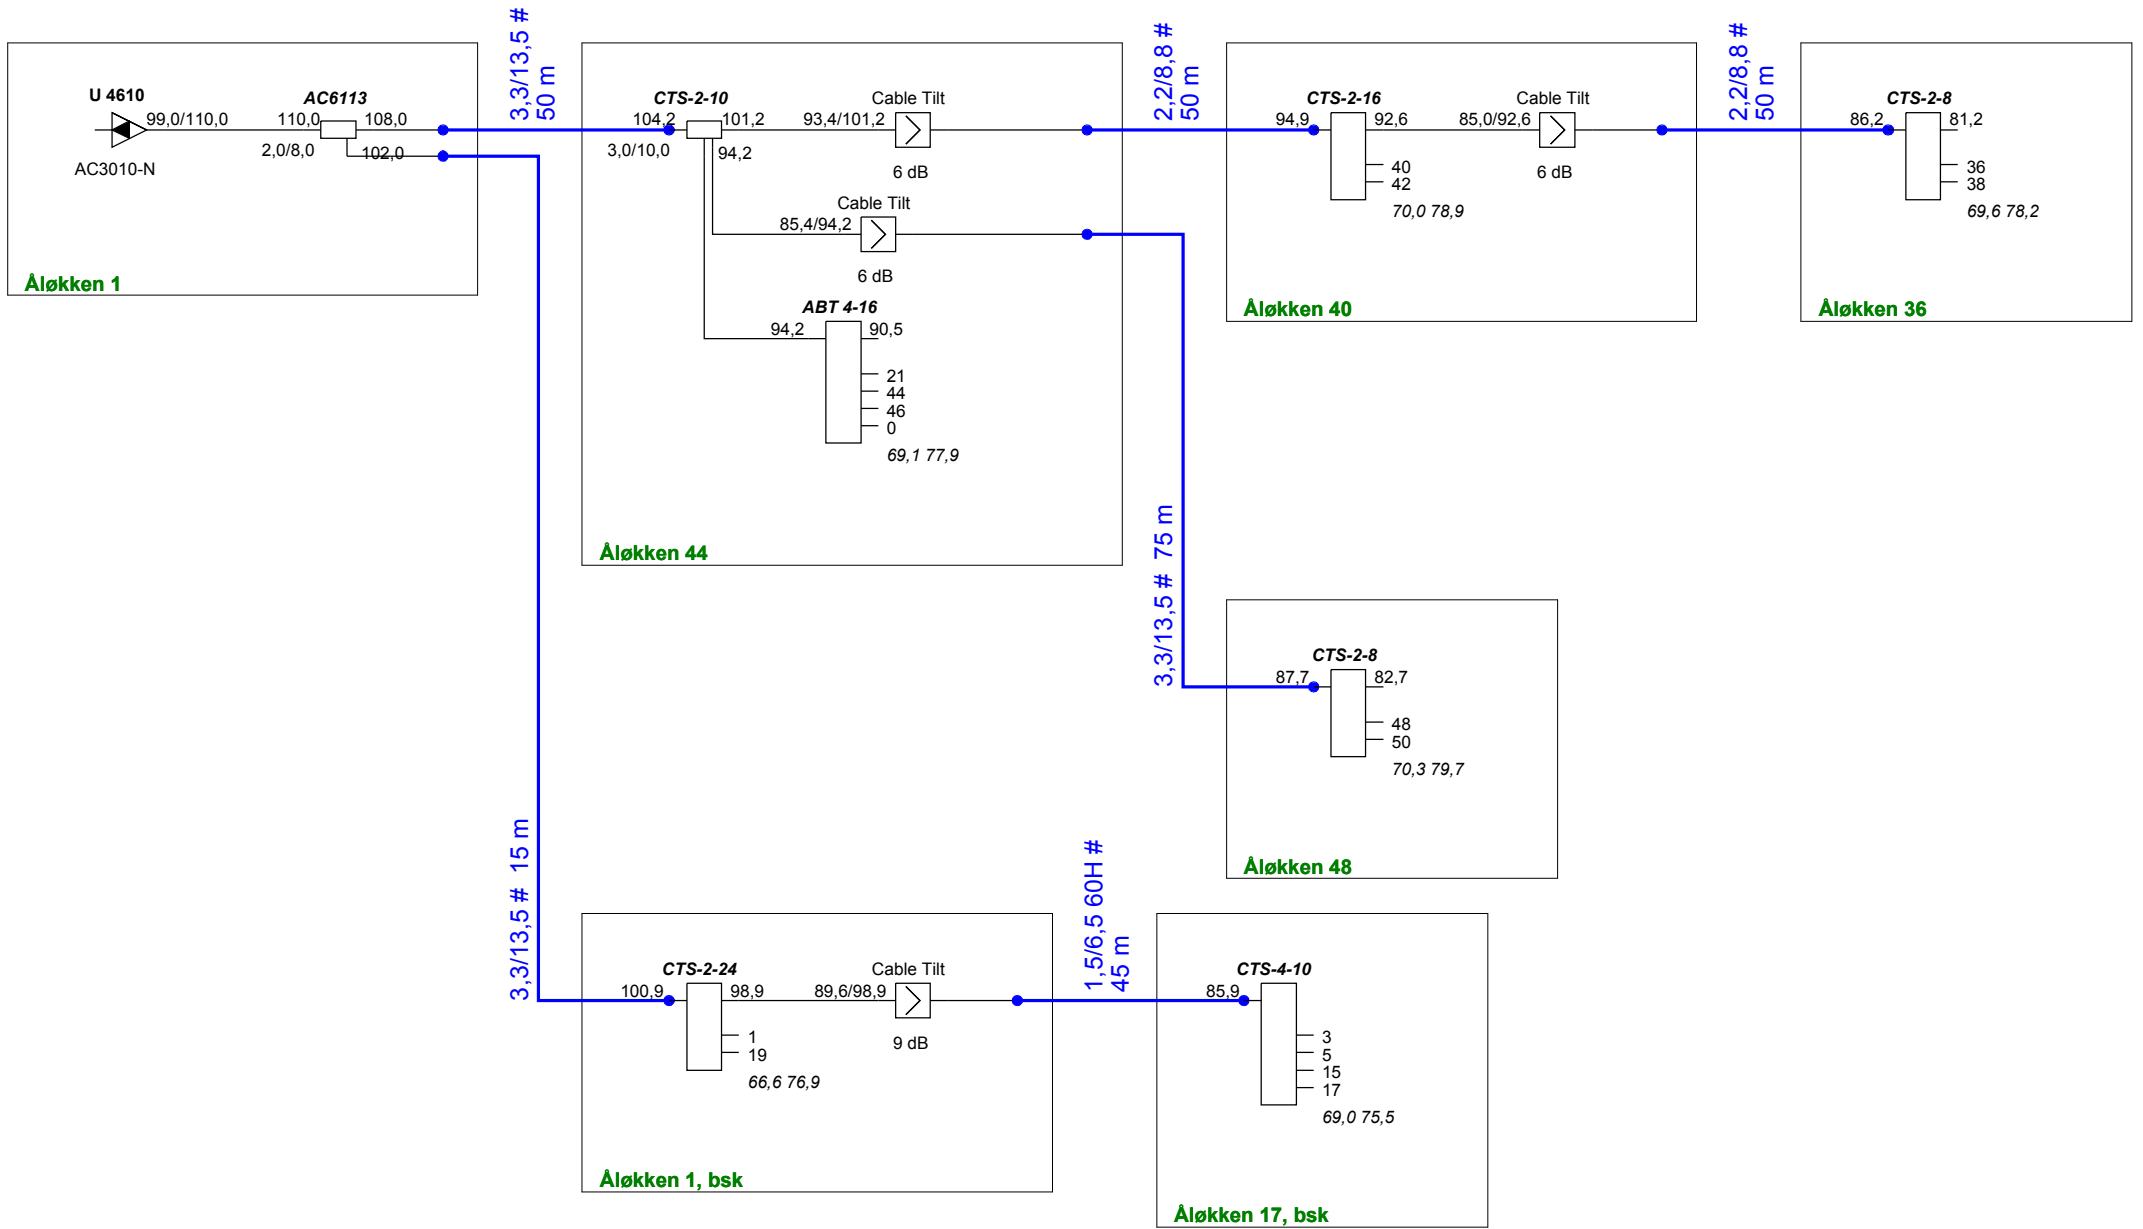 U 4610
99,0/110,0
AC3010-N
AC6113
110,0
108,0
2,0/8,0
102,0
Åløkken 1
3,3/13,5 #
50 m
CTS-2-10
104,2
101,2
3,0/10,0
94,2
Cable Tilt
93,4/101,2
6 dB
Cable Tilt
85,4/94,2
6 dB
ABT 4-16
94,2
90,5
21
44
46
0
69,1 77,9
Åløkken 44
2,2/8,8 #
50 m
CTS-2-16
94,9
92,6
40
42
70,0 78,9
Cable Tilt
85,0/92,6
6 dB
Åløkken 40
2,2/8,8 #
50 m
CTS-2-8
86,2
81,2
36
38
69,6 78,2
Åløkken 36
3,3/13,5 # 75 m
CTS-2-8
87,7
82,7
48
50
70,3 79,7
Åløkken 48
3,3/13,5 # 15 m
CTS-2-24
100,9
98,9
1
19
66,6 76,9
Cable Tilt
89,6/98,9
9 dB
Åløkken 1, bsk
1,5/6,5 60H #
45 m
CTS-4-10
85,9
3
5
15
17
69,0 75,5
Åløkken 17, bsk